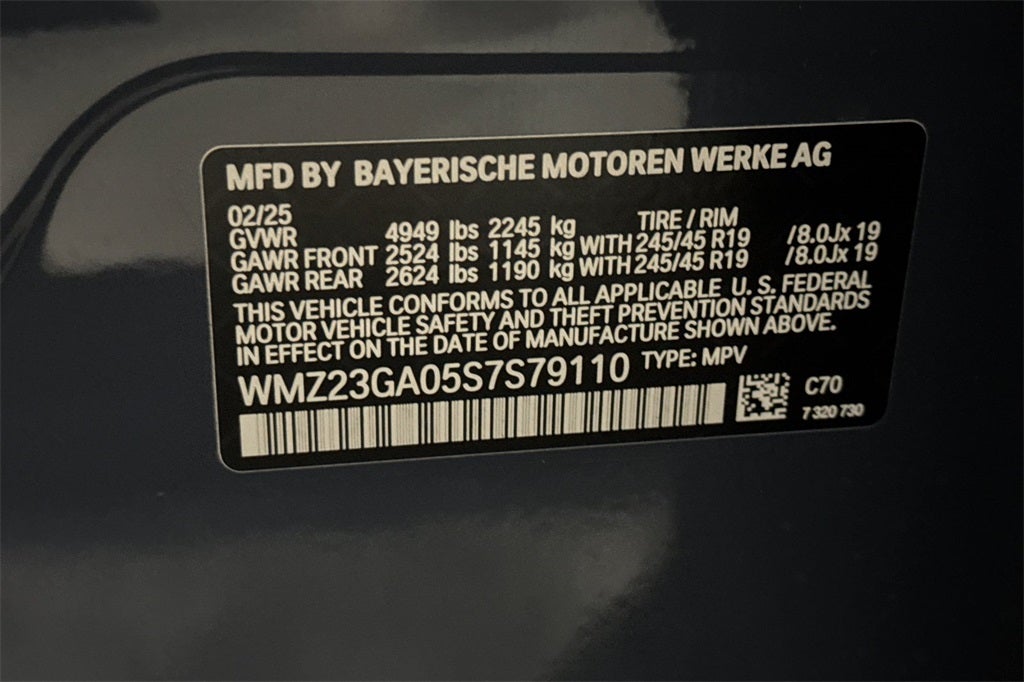 MFD BY BAYERISCHE MOTOREN WERKE AG
02/25 TIRE / RIM
GVWR 4949 lbs 2245 kg
GAWR FRONT 2524 lbs 1145 kg WITH 245/45 R19 /8.0Jx 19
GAWR REAR 2624 lbs 1190 kg WITH 245/45 R19 /8.0Jx 19
THIS VEHICLE CONFORMS TO ALL APPLICABLE U. S. FEDERAL
MOTOR VEHICLE SAFETY AND THEFT PREVENTION STANDARDS
IN EFFECT ON THE DATE OF MANUFACTURE SHOWN ABOVE.
WMZ23GA05S7S79110 TYPE: MPV
C70
7 320 730